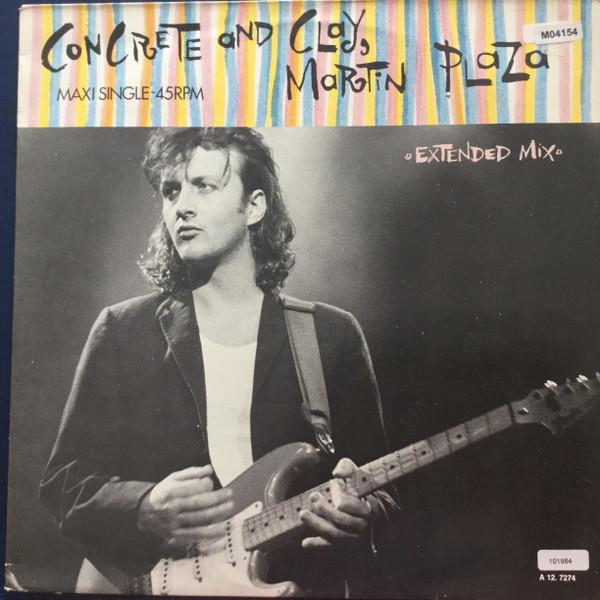 CONCRETE AND CLAY,
MARTIN PLAZA
M04154
MAXI SINGLE-45RPM
EXTENDED MIX
101984
A 12. 7274